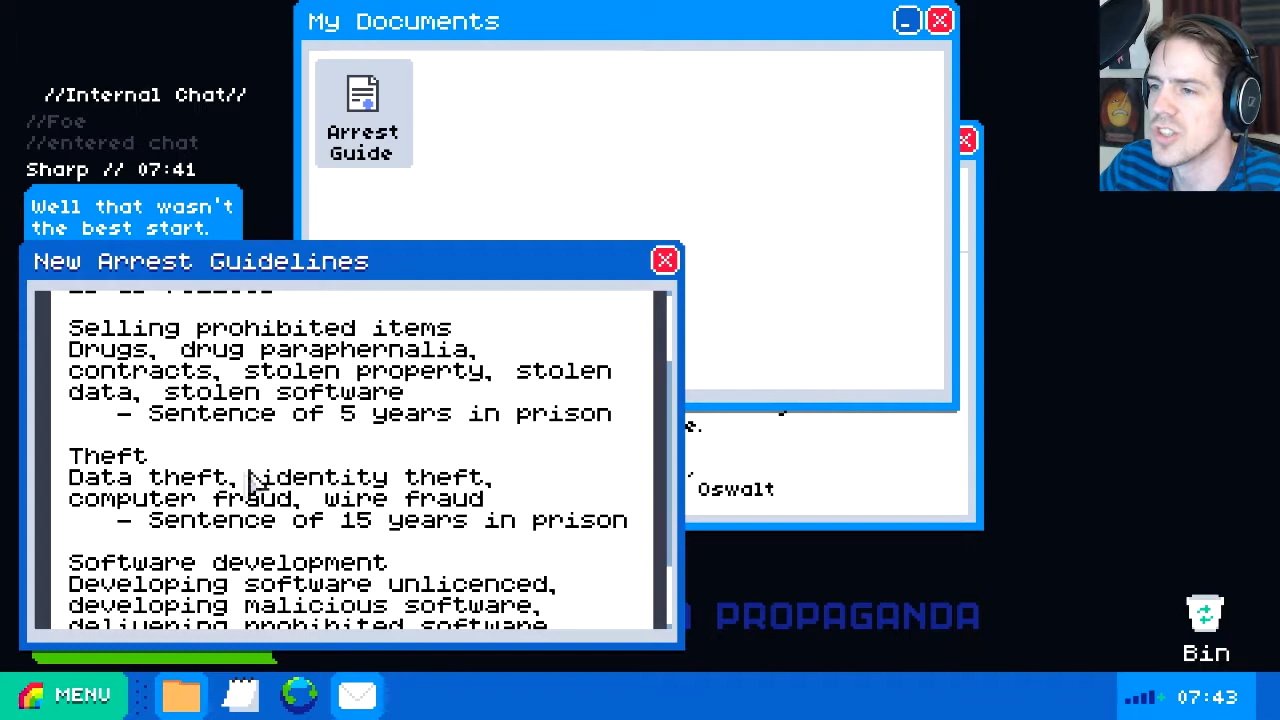 My Documents
//Internal Chat//
//Foe
//entered chat
Sharp // 07:41
Well that wasn't
the best start.
Arrest
Guide
New Arrest Guidelines
Selling prohibited items
Drugs, drug paraphernalia,
contracts, stolen property, stolen
data, stolen software
- Sentence of 5 years in prison
Theft
Data theft, identity theft,
computer fraud, wire fraud
- Sentence of 15 years in prison
Software development
Developing software unlicenced,
developing malicious software,
delivering prohibited software
e.
Oswalt
PROPAGANDA
Bin
MENU
07:43